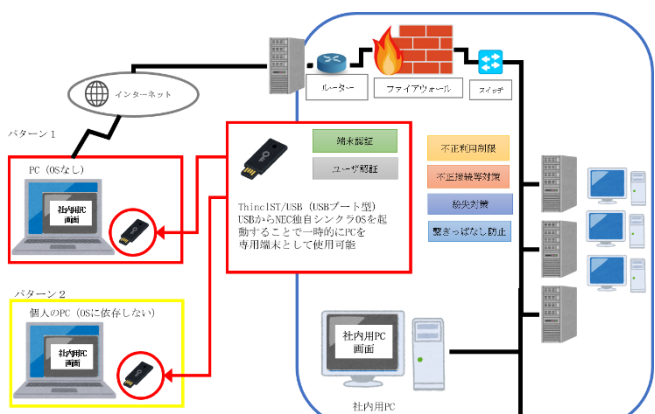 インターネット
ルーター
ファイアウォール
スイッチ
パターン1
PC（OSなし）
社内用PC
画面
端末認証
ユーザ認証
ThincIST/USB（USBブート型）
USBからNEC独自シンクラOSを起
動することで一時的にPCを
専用端末として使用可能
不正利用制限
不正接続等対策
紛失対策
繋ぎっぱなし防止
パターン2
個人のPC（OSに依存しない）
社内用PC
画面
社内用PC
画面
社内用PC